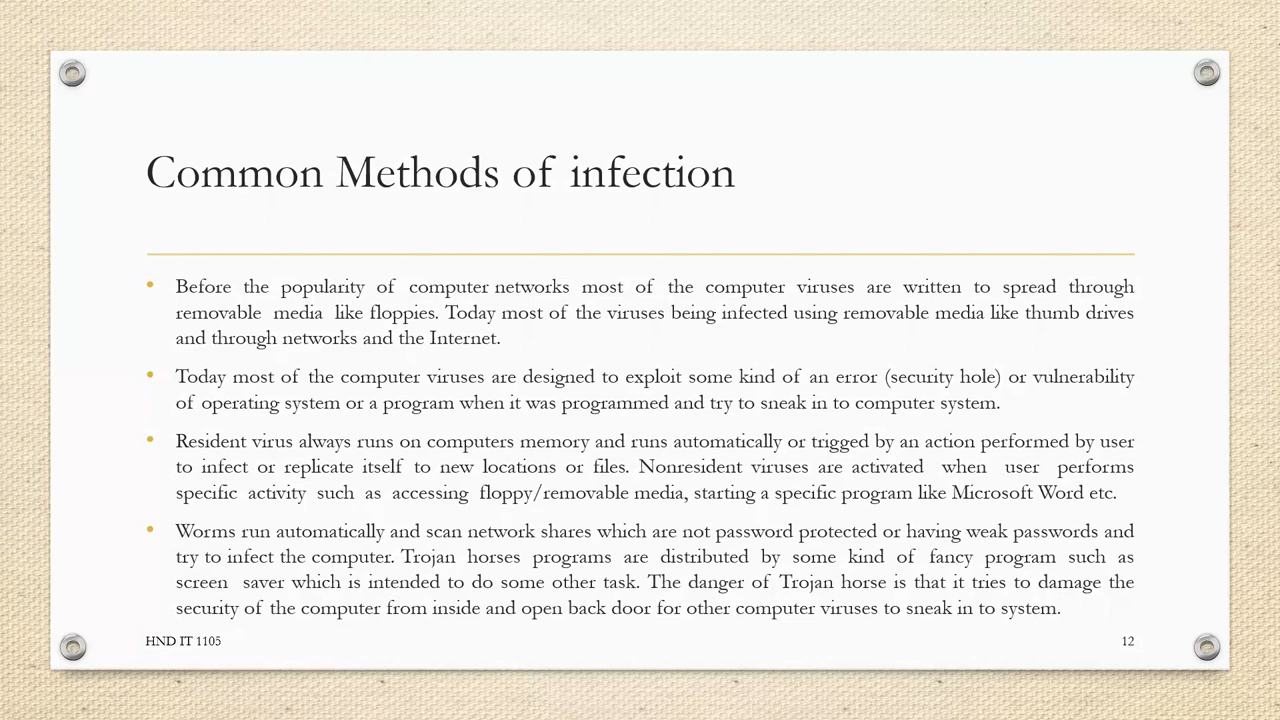 Common Methods of infection
• Before the popularity of computer networks most of the computer viruses are written to spread through
removable media like floppies. Today most of the viruses being infected using removable media like thumb drives
and through networks and the Internet.
• Today most of the computer viruses are designed to exploit some kind of an error (security hole) or vulnerability
of operating system or a program when it was programmed and try to sneak in to computer system.
• Resident virus always runs on computers memory and runs automatically or trigged by an action performed by user
to infect or replicate itself to new locations or files. Nonresident viruses are activated when user performs
specific activity such as accessing floppy/removable media, starting a specific program like Microsoft Word etc.
• Worms run automatically and scan network shares which are not password protected or having weak passwords and
try to infect the computer. Trojan horses programs are distributed by some kind of fancy program such as
screen saver which is intended to do some other task. The danger of Trojan horse is that it tries to damage the
security of the computer from inside and open back door for other computer viruses to sneak in to system.
HND IT 1105
12